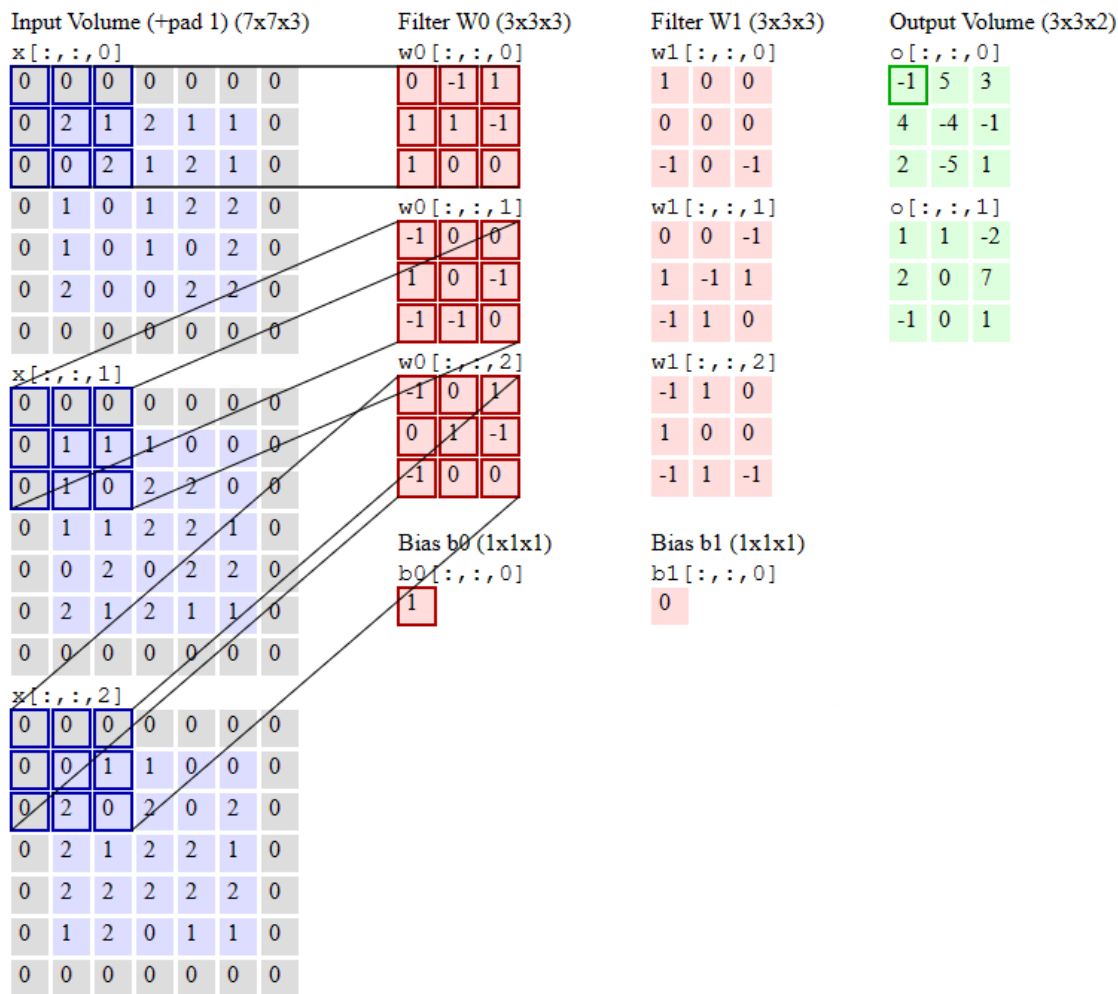 Input Volume (+pad 1) (7x7x3)
x[:,:,0]
0 0 0 0 0 0 0
0 2 1 2 1 1 0
0 0 2 1 2 1 0
0 1 0 1 2 2 0
0 1 0 1 0 2 0
0 2 0 0 2 2 0
0 0 0 0 0 0 0
x[:,:,1]
0 0 0 0 0 0 0
0 1 1 1 0 0 0
0 1 0 2 2 0 0
0 1 1 2 2 1 0
0 0 2 0 2 2 0
0 2 1 2 1 1 0
0 0 0 0 0 0 0
x[:,:,2]
0 0 0 0 0 0 0
0 0 1 1 0 0 0
0 2 0 2 0 2 0
0 2 1 2 2 1 0
0 2 2 2 2 2 0
0 1 2 0 1 1 0
0 0 0 0 0 0 0
Filter W0 (3x3x3)
w0[:,:,0]
0 -1 1
1 1 -1
1 0 0
w0[:,:,1]
-1 0 0
1 0 -1
-1 -1 0
w0[:,:,2]
-1 0 1
0 1 -1
-1 0 0
Bias b0 (1x1x1)
b0[:,:,0]
1
Filter W1 (3x3x3)
w1[:,:,0]
1 0 0
0 0 0
-1 0 -1
w1[:,:,1]
0 0 -1
1 -1 1
-1 1 0
w1[:,:,2]
-1 1 0
1 0 0
-1 1 -1
Bias b1 (1x1x1)
b1[:,:,0]
0
Output Volume (3x3x2)
o[:,:,0]
-1 5 3
4 -4 -1
2 -5 1
o[:,:,1]
1 1 -2
2 0 7
-1 0 1